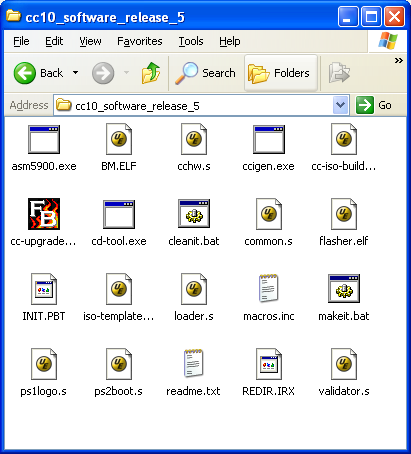 cc10_software_release_5
File Edit View Favorites Tools Help
Back Search Folders »
Address cc10_software_release_5 Go
asm5900.exe BM.ELF cchw.s ccigen.exe cc-iso-build...
cc-upgrade... cd-tool.exe cleanit.bat common.s flasher.elf
INIT.PBT iso-template... loader.s macros.inc makeit.bat
ps1logo.s ps2boot.s readme.txt REDIR.IRX validator.s